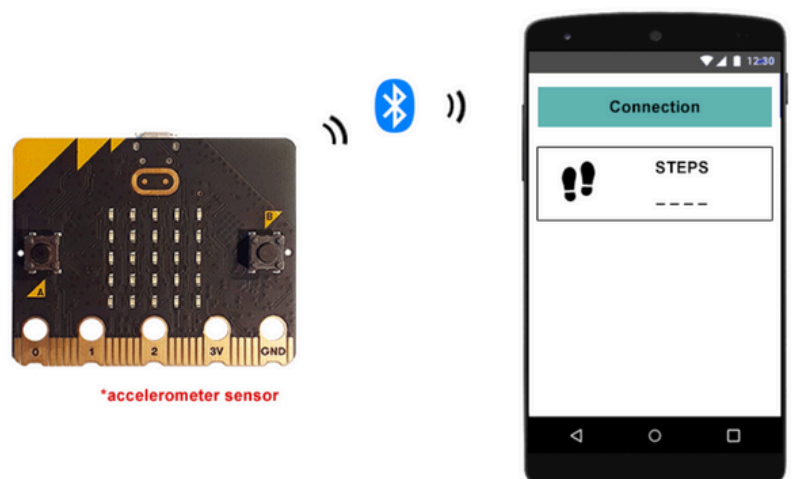 12:30
Connection
STEPS
_ _ _ _
B
A
0 1 2 3V GND
*accelerometer sensor